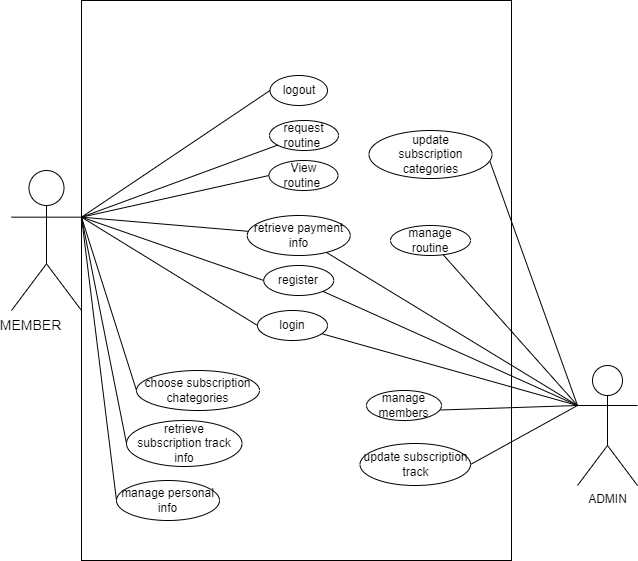 logout
request
routine
View
routine
update
subscription
categories
retrieve payment
info
manage
routine
register
login
MEMBER
choose subscription
chategories
manage
members
retrieve
subscription track
info
update subscription
track
manage personal
info
ADMIN